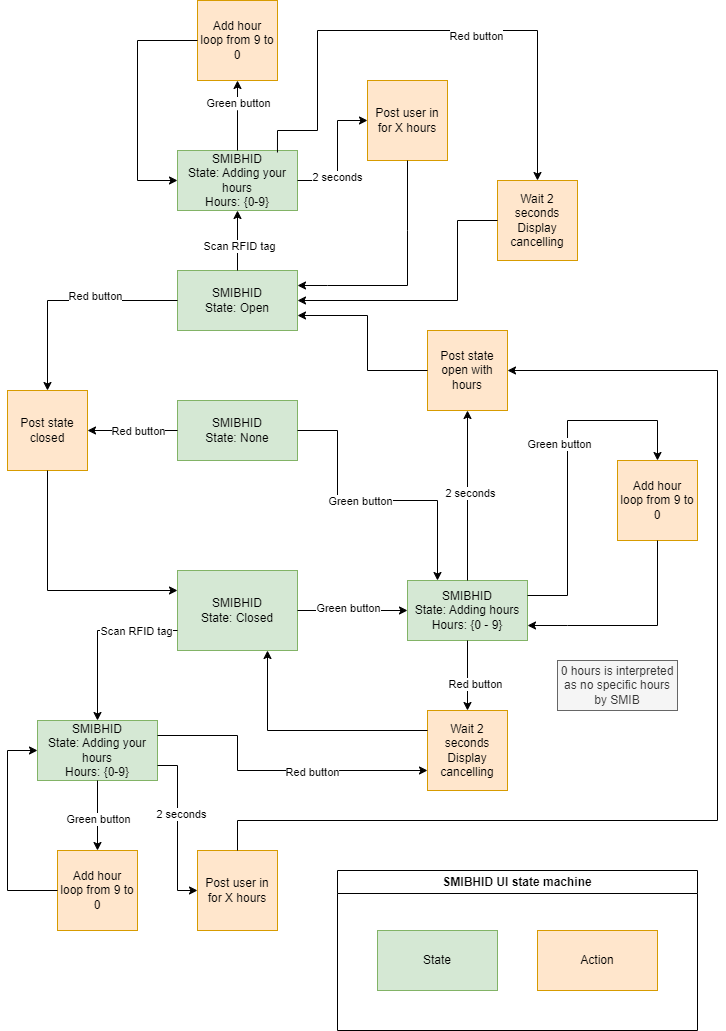 Add hour
loop from 9 to
0
Red button
Green button
Post user in
for X hours
SMIBHID
State: Adding your
hours
Hours: {0-9}
2 seconds
Wait 2
seconds
Display
cancelling
Scan RFID tag
SMIBHID
State: Open
Red button
Post state
open with
hours
Post state
closed
Red button
SMIBHID
State: None
Green button
Add hour
loop from 9 to
0
2 seconds
Green button
SMIBHID
State: Closed
Green button
SMIBHID
State: Adding hours
Hours: {0 - 9}
Scan RFID tag
0 hours is interpreted
as no specific hours
by SMIB
Red button
SMIBHID
State: Adding your
hours
Hours: {0-9}
Red button
Wait 2
seconds
Display
cancelling
Green button
2 seconds
Add hour
loop from 9 to
0
Post user in
for X hours
SMIBHID UI state machine
State
Action